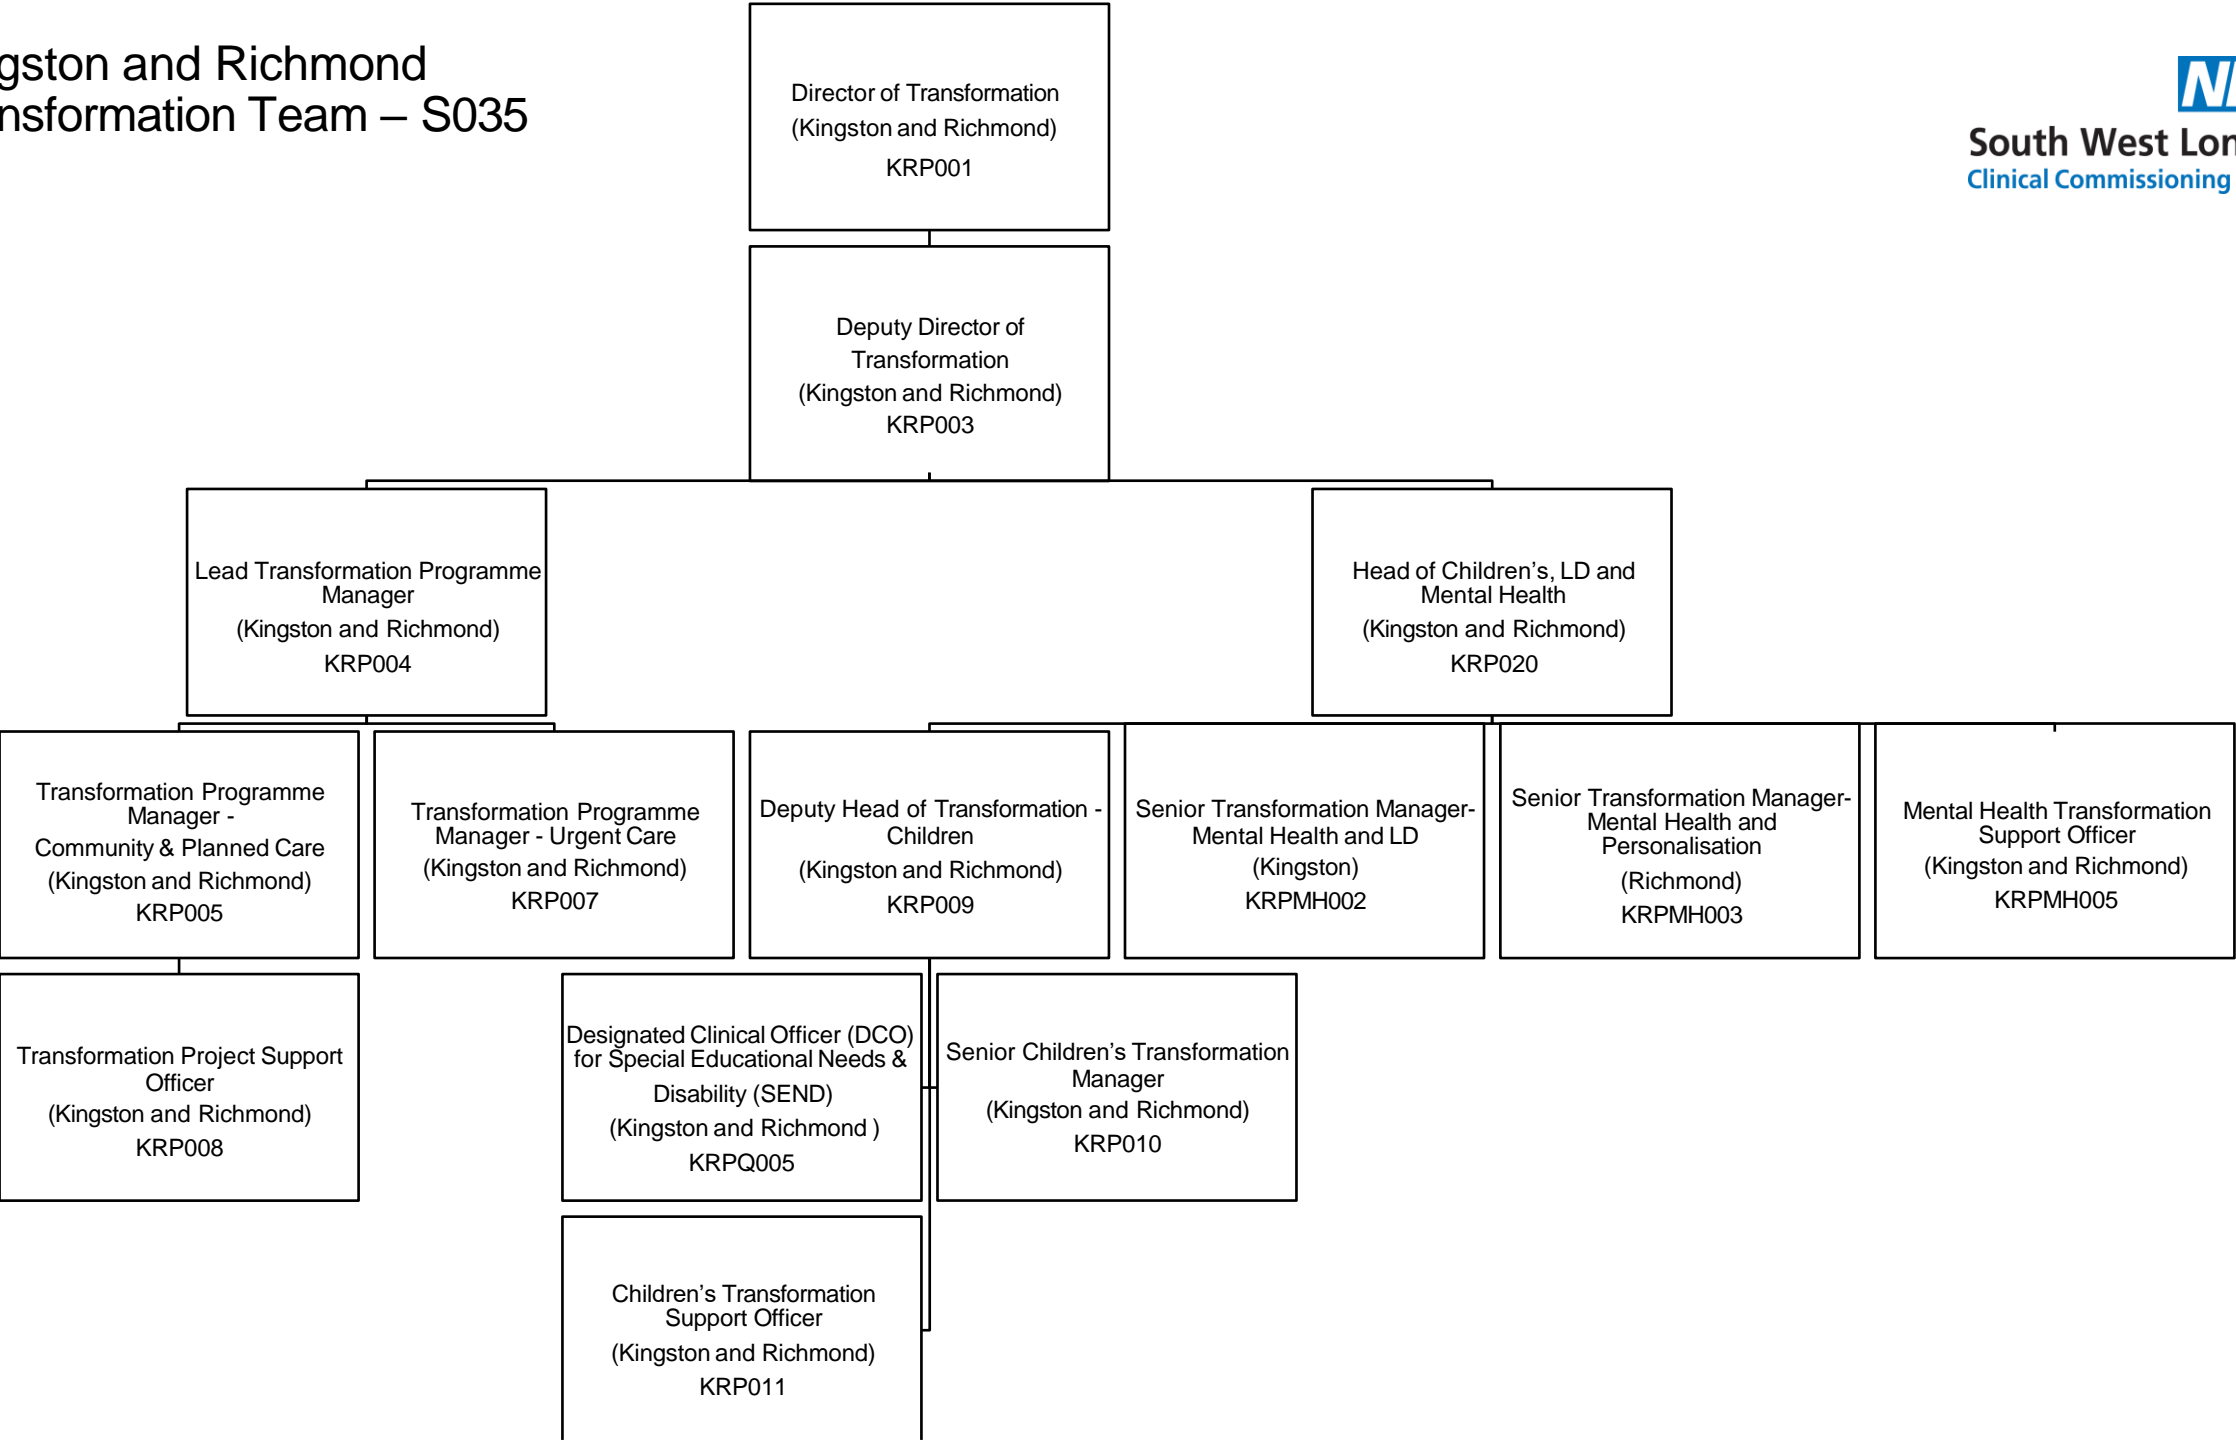 gston and Richmond
nsformation Team – S035
South West Lon
Clinical Commissioning
Director of Transformation
(Kingston and Richmond)
KRP001
Deputy Director of
Transformation
(Kingston and Richmond)
KRP003
Lead Transformation Programme
Manager
(Kingston and Richmond)
KRP004
Head of Children’s, LD and
Mental Health
(Kingston and Richmond)
KRP020
Transformation Programme
Manager -
Community & Planned Care
(Kingston and Richmond)
KRP005
Transformation Programme
Manager - Urgent Care
(Kingston and Richmond)
KRP007
Deputy Head of Transformation -
Children
(Kingston and Richmond)
KRP009
Senior Transformation Manager-
Mental Health and LD
(Kingston)
KRPMH002
Senior Transformation Manager-
Mental Health and
Personalisation
(Richmond)
KRPMH003
Mental Health Transformation
Support Officer
(Kingston and Richmond)
KRPMH005
Transformation Project Support
Officer
(Kingston and Richmond)
KRP008
Designated Clinical Officer (DCO)
for Special Educational Needs &
Disability (SEND)
(Kingston and Richmond )
KRPQ005
Senior Children’s Transformation
Manager
(Kingston and Richmond)
KRP010
Children’s Transformation
Support Officer
(Kingston and Richmond)
KRP011